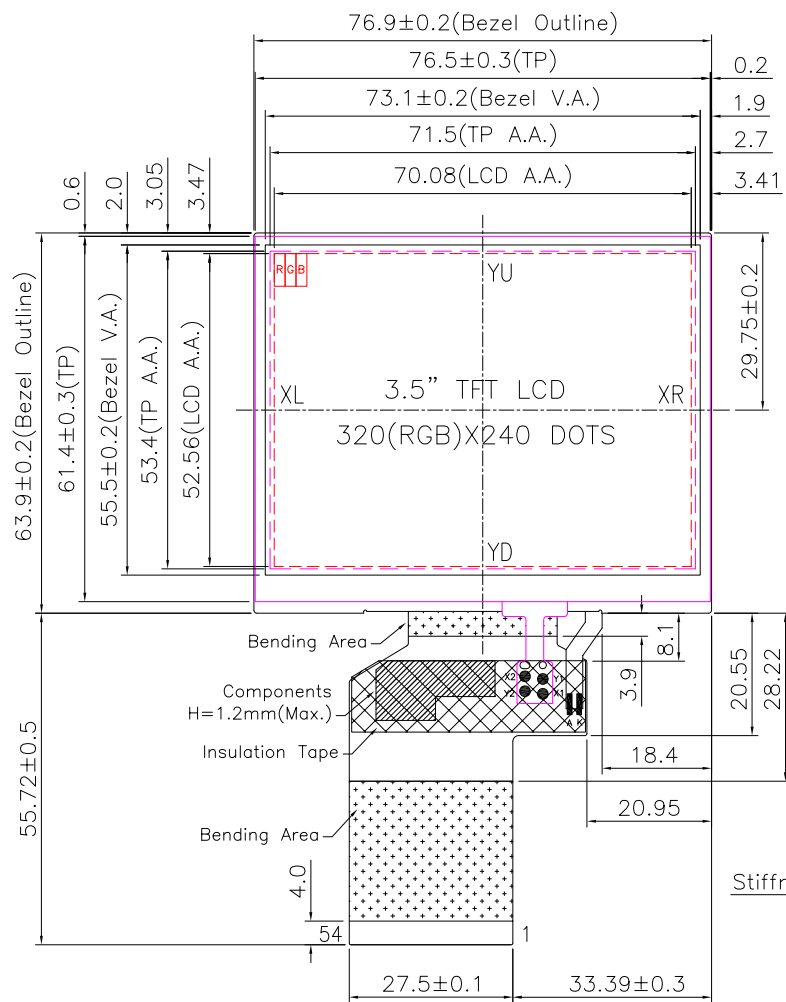 76.9±0.2(Bezel Outline)
76.5±0.3(TP)
0.2
73.1±0.2(Bezel V.A.)
1.9
71.5(TP A.A.)
2.7
70.08(LCD A.A.)
3.41
0.6
2.0
3.05
3.47
63.9±0.2(Bezel Outline)
61.4±0.3(TP)
55.5±0.2(Bezel V.A.)
53.4(TP A.A.)
52.56(LCD A.A.)
R G B
YU
29.75±0.2
XL
3.5” TFT LCD
XR
320(RGB)X240 DOTS
YD
Bending Area
8.1
3.9
20.55
28.22
X2
Y1
Y2
X1
Components
H=1.2mm(Max.)
A K
Insulation Tape
18.4
20.95
55.72±0.5
Bending Area
4.0
Stiffn
54
1
27.5±0.1
33.39±0.3